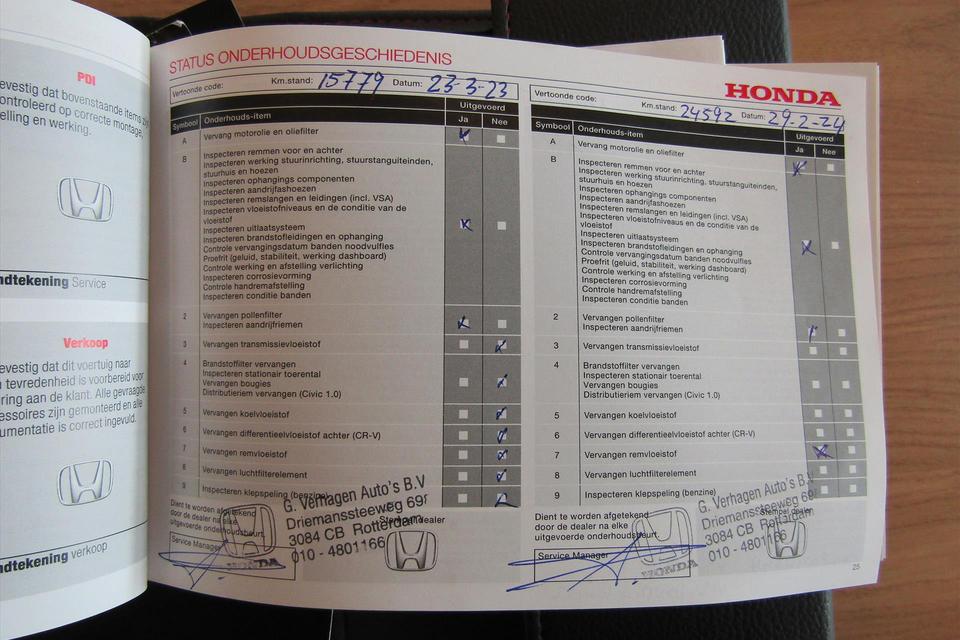 PDI
evestig dat bovenstaande items zijn
ontroleerd op correcte montage,
elling en werking.
ndtekening Service
Verkoop
evestig dat dit voertuig naar
tevredenheid is voorbereid voor
ring aan de klant. Alle gevraagde
essoires zijn gemonteerd en alle
umentatie is correct ingevuld.
ndtekening verkoop
STATUS ONDERHOUDSGESCHIEDENIS
Vertoonde code: Km.stand: 15779 Datum: 23-3-23
Uitgevoerd
Symbool Onderhouds-item Ja Nee
A Vervang motorolie en oliefilter
B Inspecteren remmen voor en achter
Inspecteren werking stuurinrichting, stuurstanguiteinden,
stuurhuis en hoezen
Inspecteren ophangings componenten
Inspecteren aandrijfashoezen
Inspecteren remslangen en leidingen (incl. VSA)
Inspecteren vloeistofniveaus en de conditie van de
vloeistof
Inspecteren uitlaatsysteem
Inspecteren brandstofleidingen en ophanging
Controle vervangingsdatum banden noodvulfles
Proefrit (geluid, stabiliteit, werking dashboard)
Controle werking en afstelling verlichting
Inspecteren corrosievorming
Controle handremafstelling
Inspecteren conditie banden
2 Vervangen pollenfilter
Inspecteren aandrijfriemen
3 Vervangen transmissievloeistof
4 Brandstoffilter vervangen
Inspecteren stationair toerental
Vervangen bougies
Distributieriem vervangen (Civic 1.0)
5 Vervangen koelvloeistof
6 Vervangen differentieelvloeistof achter (CR-V)
7 Vervangen remvloeistof
8 Vervangen luchtfilterelement
9 Inspecteren klepspeling (benzine)
Dient te worden afgetekend
door de dealer na elke
uitgevoerde onderhoudsbeurt.
Service Manager
Stempel dealer
HONDA
G. Verhagen Auto's B.V
Driemanssteeweg 69f
3084 CB Rotterdam
010 - 4801166
HONDA
Vertoonde code: Km.stand: 24592 Datum: 29-2-24
Uitgevoerd
Symbool Onderhouds-item Ja Nee
A Vervang motorolie en oliefilter
B Inspecteren remmen voor en achter
Inspecteren werking stuurinrichting, stuurstanguiteinden,
stuurhuis en hoezen
Inspecteren ophangings componenten
Inspecteren aandrijfashoezen
Inspecteren remslangen en leidingen (incl. VSA)
Inspecteren vloeistofniveaus en de conditie van de
vloeistof
Inspecteren uitlaatsysteem
Inspecteren brandstofleidingen en ophanging
Controle vervangingsdatum banden noodvulfles
Proefrit (geluid, stabiliteit, werking dashboard)
Controle werking en afstelling verlichting
Inspecteren corrosievorming
Controle handremafstelling
Inspecteren conditie banden
2 Vervangen pollenfilter
Inspecteren aandrijfriemen
3 Vervangen transmissievloeistof
4 Brandstoffilter vervangen
Inspecteren stationair toerental
Vervangen bougies
Distributieriem vervangen (Civic 1.0)
5 Vervangen koelvloeistof
6 Vervangen differentieelvloeistof achter (CR-V)
7 Vervangen remvloeistof
8 Vervangen luchtfilterelement
9 Inspecteren klepspeling (benzine)
Dient te worden afgetekend
door de dealer na elke
uitgevoerde onderhoudsbeurt.
Service Manager
Stempel dealer
HONDA
G. Verhagen Auto's B.V
Driemanssteeweg 69f
3084 CB Rotterdam
010 - 4801166
25